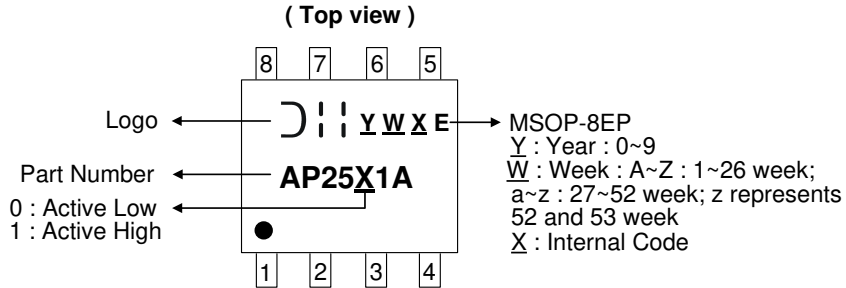 ( Top view )
8 7 6 5
Logo
Y W X E
MSOP-8EP
Y : Year : 0~9
W : Week : A~Z : 1~26 week;
a~z : 27~52 week; z represents
52 and 53 week
X : Internal Code
Part Number
AP25X1A
0 : Active Low
1 : Active High
1 2 3 4